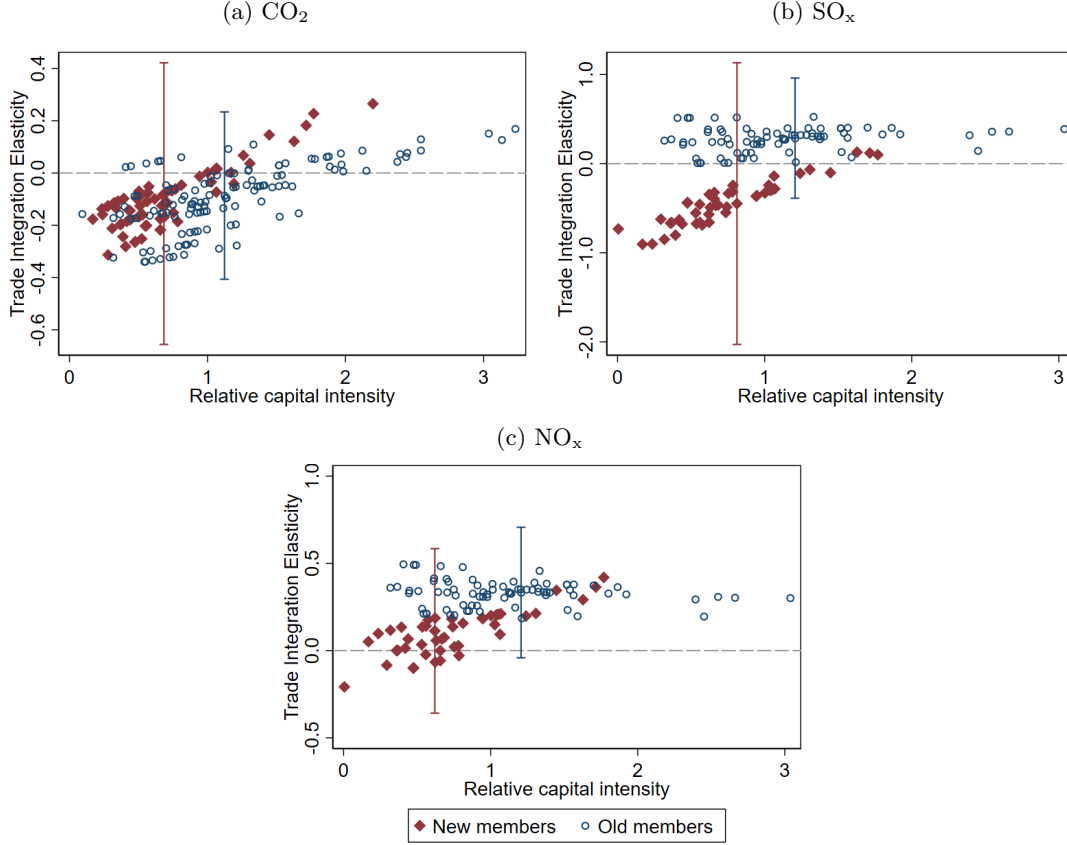 (a) CO₂
(b) SOₓ
Trade Integration Elasticity
0.4
0.2
0.0
-0.2
-0.4
-0.6
0 1 2 3
Relative capital intensity
Trade Integration Elasticity
1.0
0.0
-1.0
-2.0
0 1 2 3
Relative capital intensity
(c) NOₓ
Trade Integration Elasticity
1.0
0.5
0.0
-0.5
0 1 2 3
Relative capital intensity
New members Old members